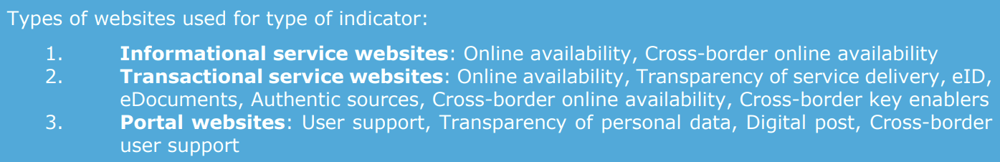 Types of websites used for type of indicator:
1. Informational service websites: Online availability, Cross-border online availability
2. Transactional service websites: Online availability, Transparency of service delivery, eID,
eDocuments, Authentic sources, Cross-border online availability, Cross-border key enablers
3. Portal websites: User support, Transparency of personal data, Digital post, Cross-border
user support